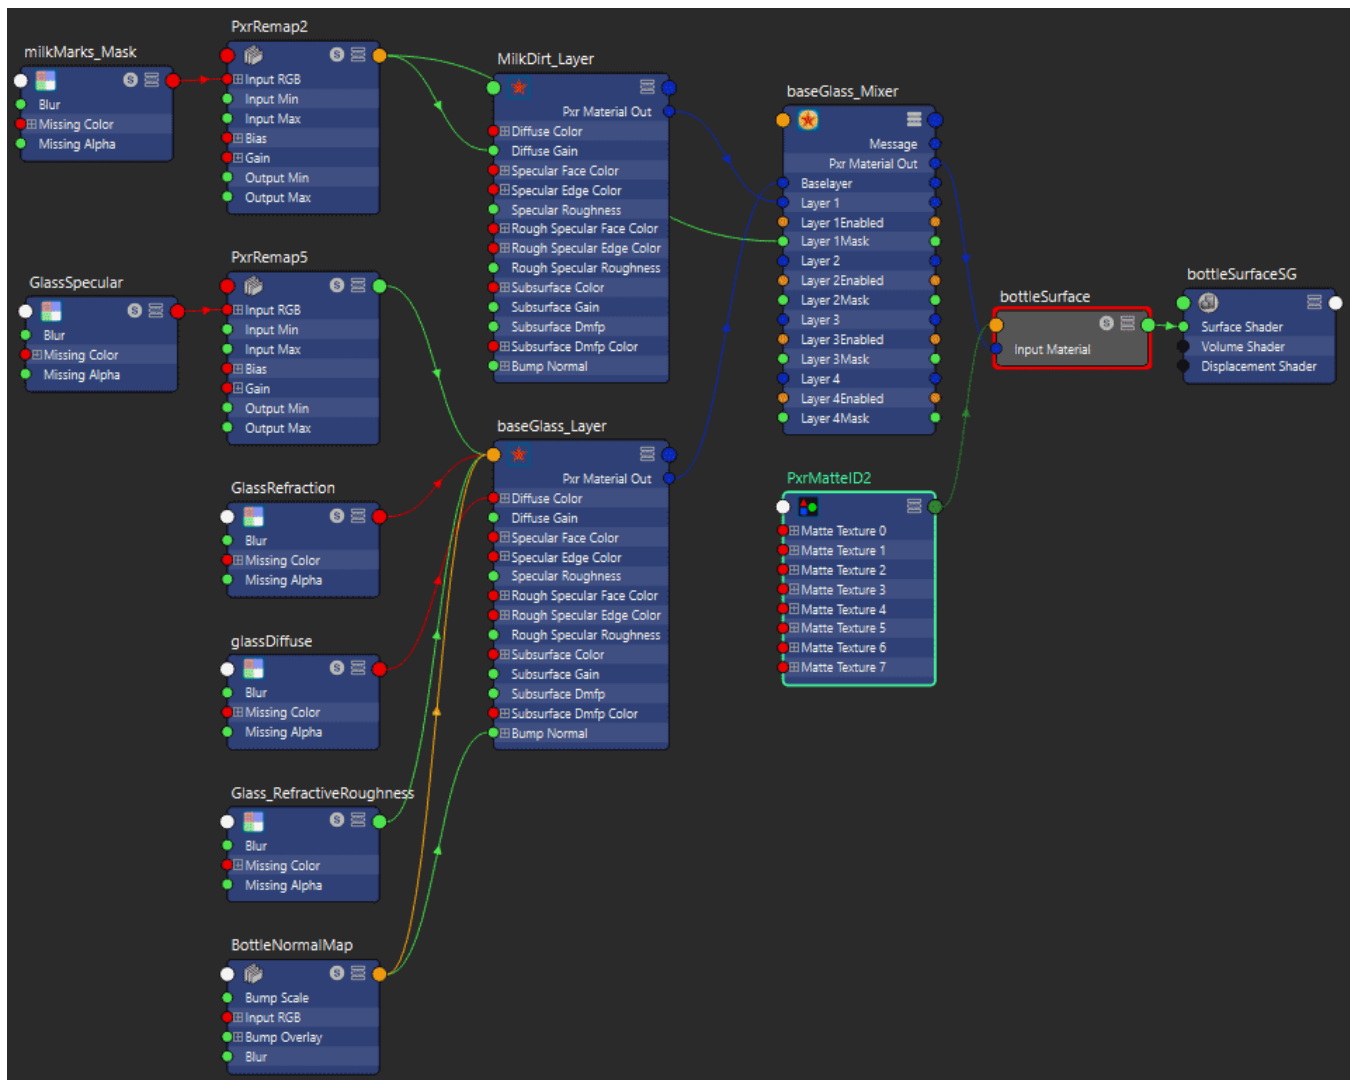 milkMarks_Mask
Blur
Missing Color
Missing Alpha
PxrRemap2
S
Input RGB
Input Min
Input Max
Bias
Gain
Output Min
Output Max
MilkDirt_Layer
Pxr Material Out
Diffuse Color
Diffuse Gain
Specular Face Color
Specular Edge Color
Specular Roughness
Rough Specular Face Color
Rough Specular Edge Color
Rough Specular Roughness
Subsurface Color
Subsurface Gain
Subsurface Dmfp
Subsurface Dmfp Color
Bump Normal
baseGlass_Mixer
Message
Pxr Material Out
Baselayer
Layer 1
Layer 1Enabled
Layer 1Mask
Layer 2
Layer 2Enabled
Layer 2Mask
Layer 3
Layer 3Enabled
Layer 3Mask
Layer 4
Layer 4Enabled
Layer 4Mask
bottleSurface
S
Input Material
bottleSurfaceSG
Surface Shader
Volume Shader
Displacement Shader
GlassSpecular
S
Blur
Missing Color
Missing Alpha
PxrRemap5
S
Input RGB
Input Min
Input Max
Bias
Gain
Output Min
Output Max
baseGlass_Layer
Pxr Material Out
Diffuse Color
Diffuse Gain
Specular Face Color
Specular Edge Color
Specular Roughness
Rough Specular Face Color
Rough Specular Edge Color
Rough Specular Roughness
Subsurface Color
Subsurface Gain
Subsurface Dmfp
Subsurface Dmfp Color
Bump Normal
PxrMatteID2
Matte Texture 0
Matte Texture 1
Matte Texture 2
Matte Texture 3
Matte Texture 4
Matte Texture 5
Matte Texture 6
Matte Texture 7
GlassRefraction
S
Blur
Missing Color
Missing Alpha
glassDiffuse
S
Blur
Missing Color
Missing Alpha
Glass_RefractiveRoughness
S
Blur
Missing Color
Missing Alpha
BottleNormalMap
S
Bump Scale
Input RGB
Bump Overlay
Blur